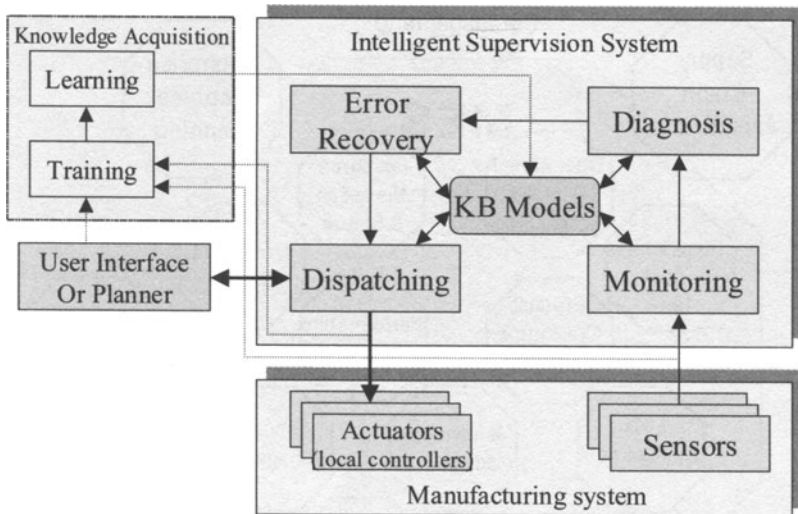 Knowledge Acquisition
Learning
Training
User Interface
Or Planner
Intelligent Supervision System
Error
Recovery
Diagnosis
KB Models
Dispatching
Monitoring
Actuators
(local controllers)
Sensors
Manufacturing system